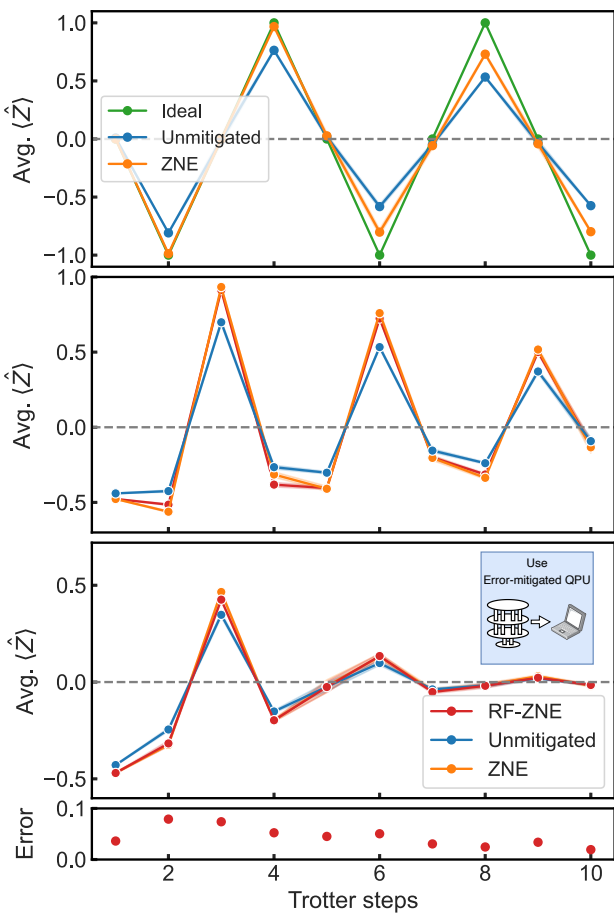 1.0
0.5
0.0
−0.5
−1.0
Avg. ⟨Ẑ⟩
Ideal
Unmitigated
ZNE
1.0
0.5
0.0
−0.5
Avg. ⟨Ẑ⟩
0.5
0.0
−0.5
Avg. ⟨Ẑ⟩
Use
Error-mitigated QPU
RF-ZNE
Unmitigated
ZNE
0.1
0.0
Error
2 4 6 8 10
Trotter steps